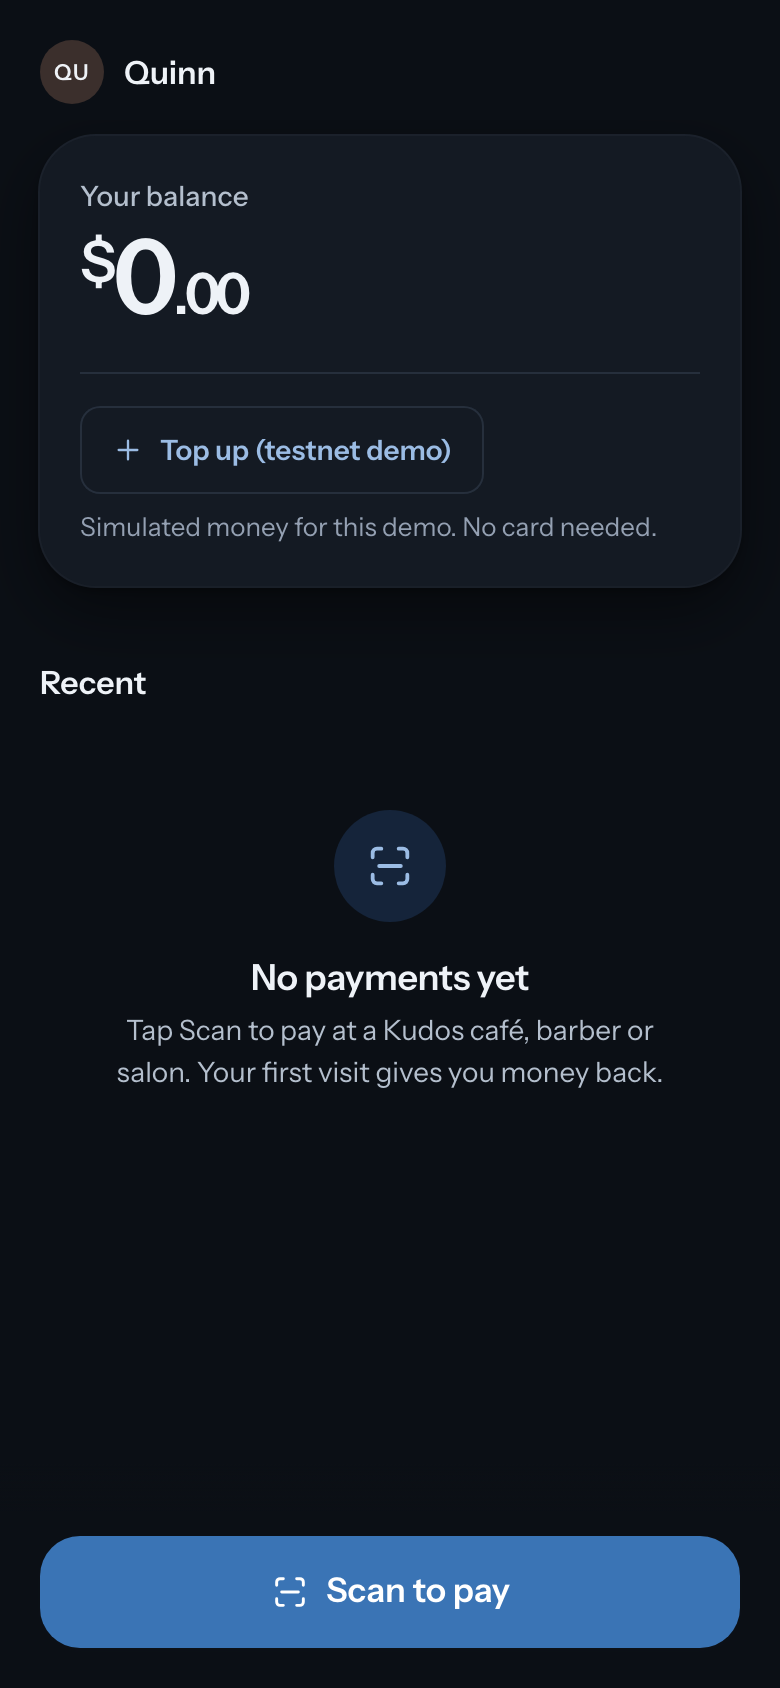 QU
Quinn
Your balance
$0.00
Top up (testnet demo)
Simulated money for this demo. No card needed.
Recent
No payments yet
Tap Scan to pay at a Kudos café, barber or
salon. Your first visit gives you money back.
Scan to pay